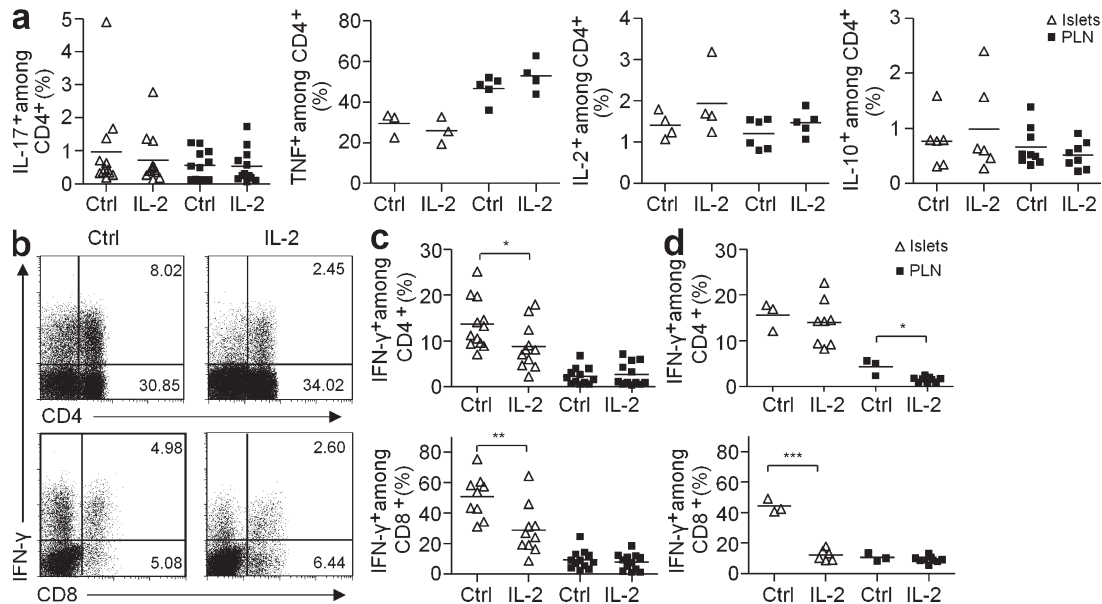 a
IL-17+ among
CD4+ (%)
5
4
3
2
1
0
Ctrl IL-2 Ctrl IL-2
TNF+ among CD4+
(%)
80
60
40
20
0
Ctrl IL-2 Ctrl IL-2
IL-2+ among CD4+
(%)
4
3
2
1
0
Ctrl IL-2 Ctrl IL-2
IL-10+ among CD4+
(%)
3
2
1
0
Ctrl IL-2 Ctrl IL-2
△ Islets
■ PLN
b
Ctrl IL-2
8.02
30.85
2.45
34.02
CD4
4.98
5.08
2.60
6.44
IFN-γ
CD8
c
IFN-γ+ among
CD4+ (%)
30
20
10
0
*
Ctrl IL-2 Ctrl IL-2
IFN-γ+ among
CD8+ (%)
80
60
40
20
0
**
Ctrl IL-2 Ctrl IL-2
d
△ Islets
■ PLN
IFN-γ+ among
CD4+ (%)
30
20
10
0
*
Ctrl IL-2 Ctrl IL-2
IFN-γ+ among
CD8+ (%)
80
60
40
20
0
***
Ctrl IL-2 Ctrl IL-2